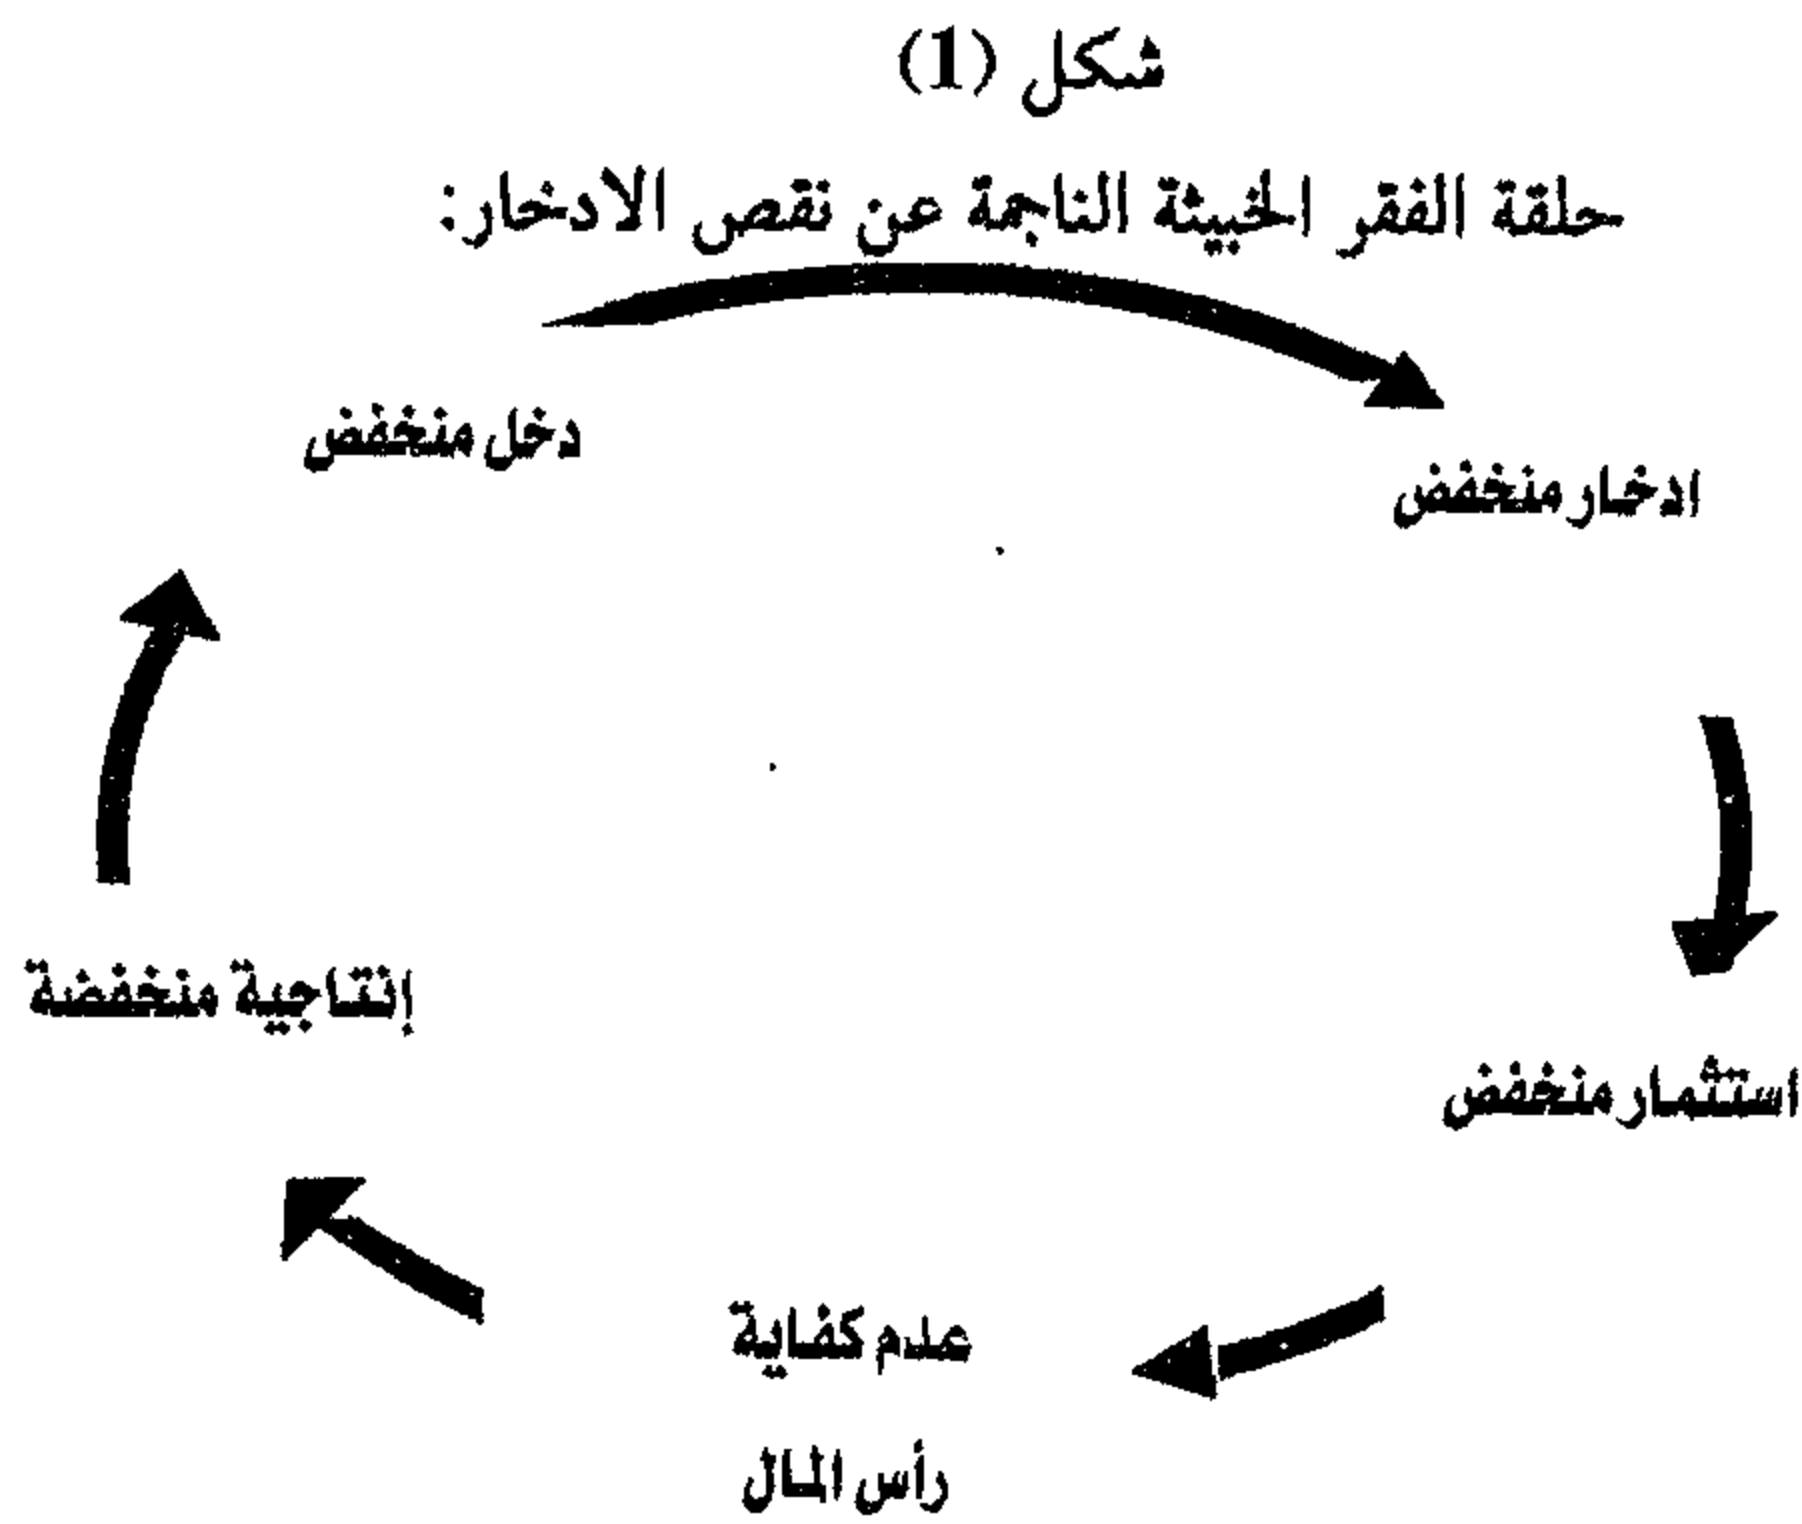 شكل (1)
حلقة الفقر الخبيثة الناجمة عن نقص الادخار:
دخل منخفض
ادخار منخفض
إنتاجية منخفضة
استثمار منخفض
عدم كفاية
رأس المال